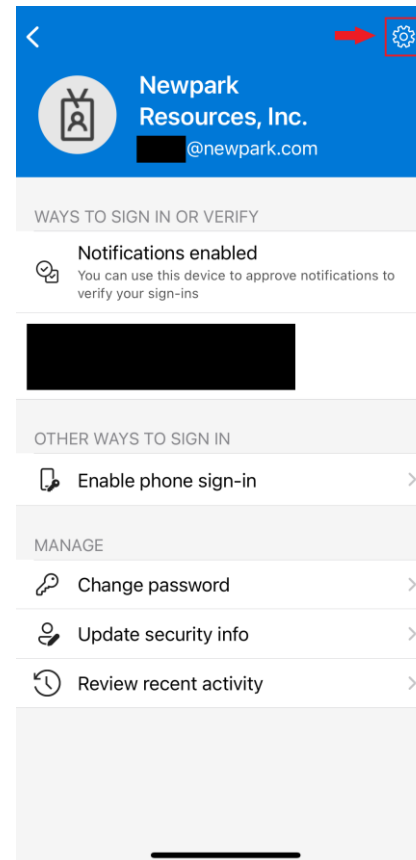 Newpark
Resources, Inc.
@newpark.com
WAYS TO SIGN IN OR VERIFY
Notifications enabled
You can use this device to approve notifications to
verify your sign-ins
OTHER WAYS TO SIGN IN
Enable phone sign-in
MANAGE
Change password
Update security info
Review recent activity